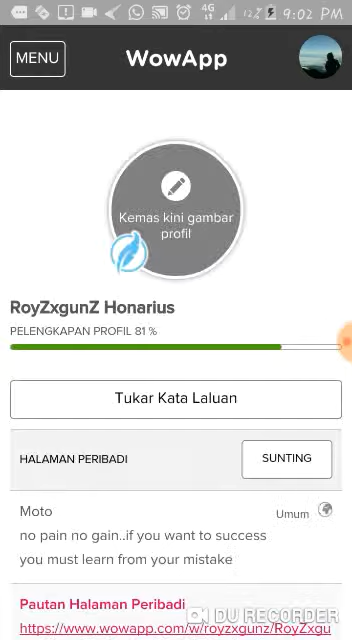 4G
12% 9:02 PM
MENU
WowApp
Kemas kini gambar
profil
RoyZxgunZ Honarius
PELENGKAPAN PROFIL 81 %
Tukar Kata Laluan
HALAMAN PERIBADI
SUNTING
Moto
Umum
no pain no gain..if you want to success
you must learn from your mistake
Pautan Halaman Peribadi
DU RECORDER
https://www.wowapp.com/w/royzxgunz/RoyZxgu